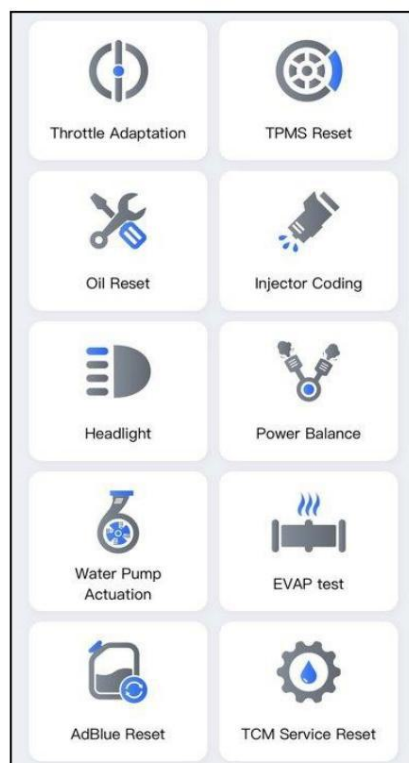 Throttle Adaptation
TPMS Reset
Oil Reset
Injector Coding
Headlight
Power Balance
Water Pump
Actuation
EVAP test
AdBlue Reset
TCM Service Reset